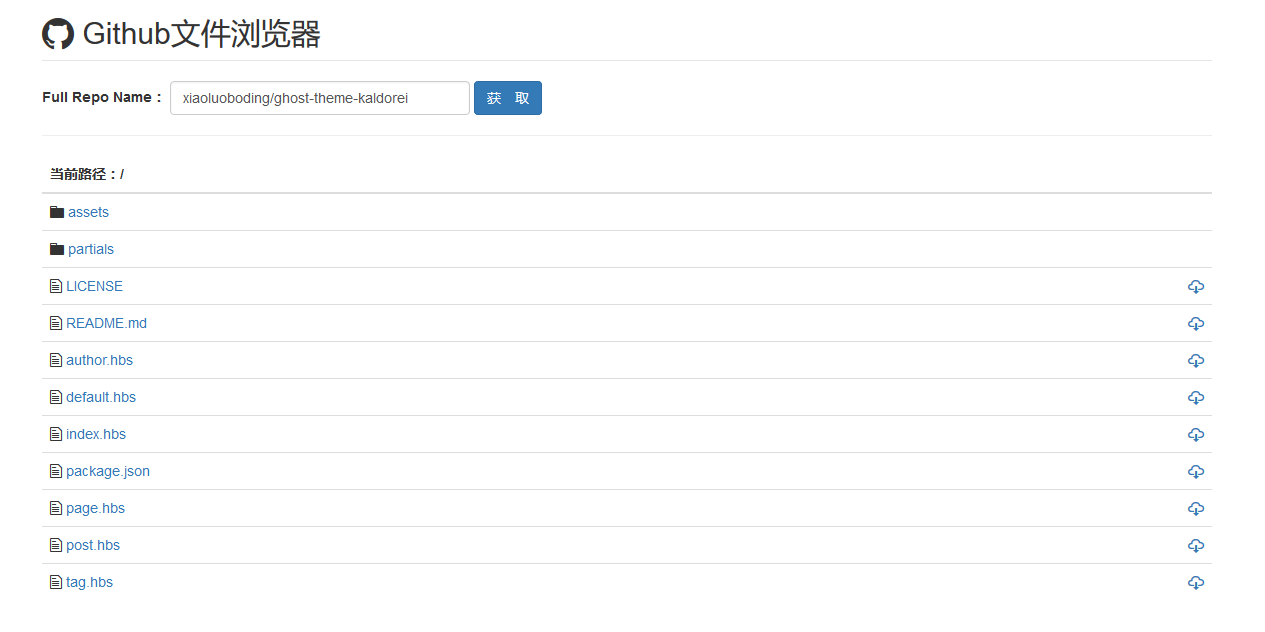 Github文件浏览器
Full Repo Name： xiaoluoboding/ghost-theme-kaldorei 获 取
当前路径：/
assets
partials
LICENSE
README.md
author.hbs
default.hbs
index.hbs
package.json
page.hbs
post.hbs
tag.hbs